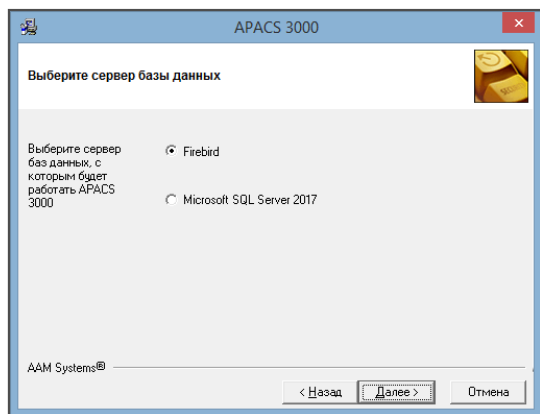 APACS 3000
Выберите сервер базы данных
Выберите сервер
баз данных, с
которым будет
работать APACS
3000
Firebird
Microsoft SQL Server 2017
AAM Systems®
< Назад
Далее >
Отмена